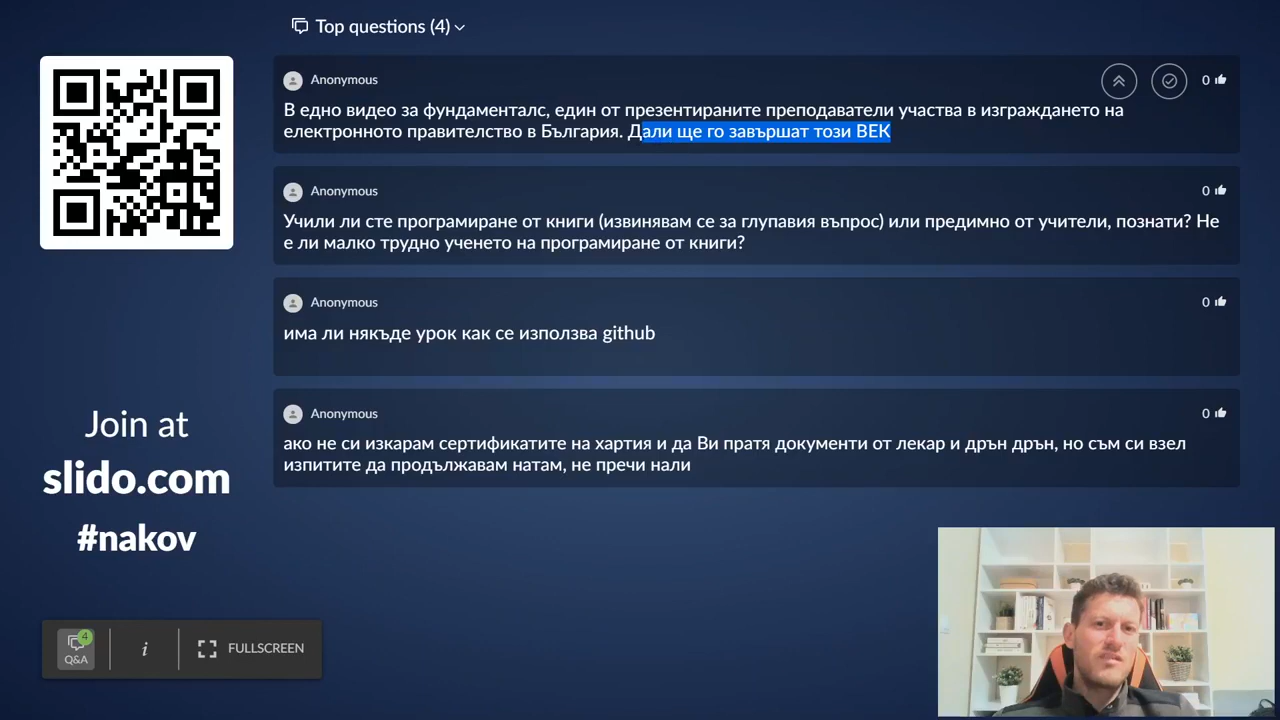 Top questions (4)
Anonymous
0
В едно видео за фундаменталс, един от презентираните преподаватели участва в изграждането на
електронното правителство в България. Дали ще го завършат този ВЕК
Anonymous
0
Учили ли сте програмиране от книги (извинявам се за глупавия въпрос) или предимно от учители, познати? Не
е ли малко трудно ученето на програмиране от книги?
Anonymous
0
има ли някъде урок как се използва github
Anonymous
0
ако не си изкарам сертификатите на хартия и да Ви пратя документи от лекар и дрън дрън, но съм си взел
изпитите да продължавам натам, не пречи нали
Join at
slido.com
#nakov
4
Q&A
i
FULLSCREEN